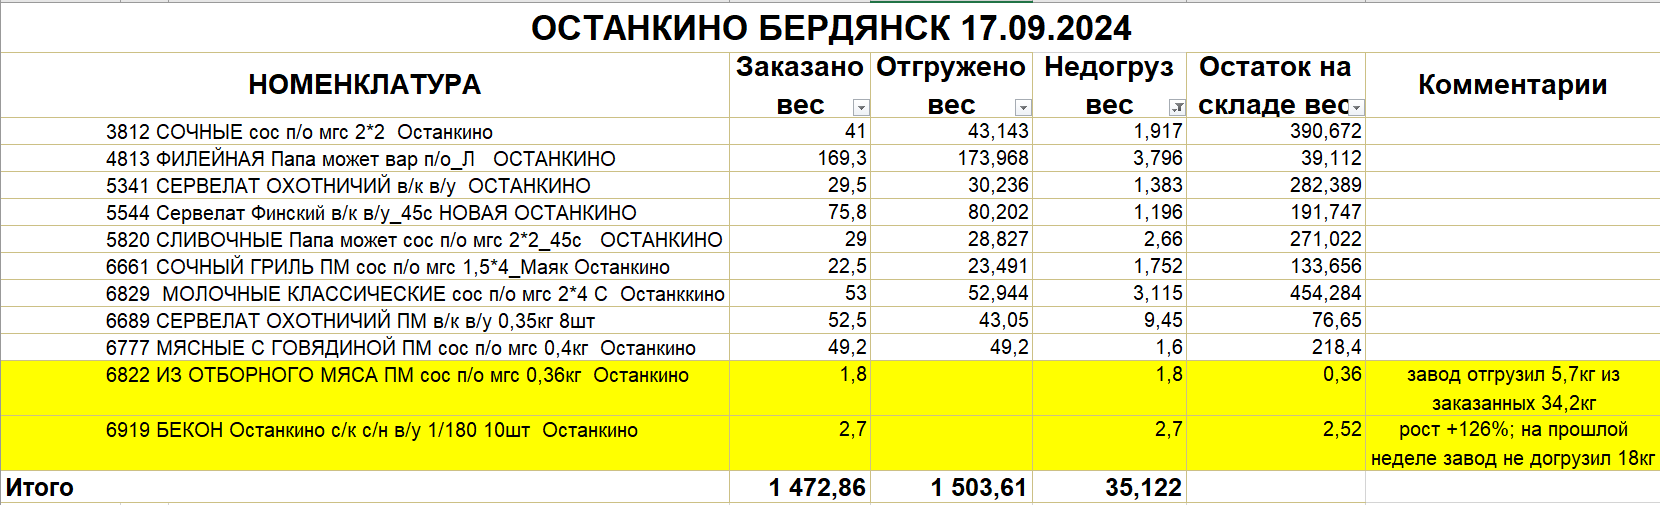 ОСТАНКИНО БЕРДЯНСК 17.09.2024
НОМЕНКЛАТУРА Заказано вес Отгружено вес Недогруз вес Остаток на складе вес Комментарии
3812 СОЧНЫЕ сос п/о мгс 2*2 Останкино 41 43,143 1,917 390,672
4813 ФИЛЕЙНАЯ Папа может вар п/о_Л ОСТАНКИНО 169,3 173,968 3,796 39,112
5341 СЕРВЕЛАТ ОХОТНИЧИЙ в/к в/у ОСТАНКИНО 29,5 30,236 1,383 282,389
5544 Сервелат Финский в/к в/у_45с НОВАЯ ОСТАНКИНО 75,8 80,202 1,196 191,747
5820 СЛИВОЧНЫЕ Папа может сос п/о мгс 2*2_45с ОСТАНКИНО 29 28,827 2,66 271,022
6661 СОЧНЫЙ ГРИЛЬ ПМ сос п/о мгс 1,5*4_Маяк Останкино 22,5 23,491 1,752 133,656
6829 МОЛОЧНЫЕ КЛАССИЧЕСКИЕ сос п/о мгс 2*4 С Останккино 53 52,944 3,115 454,284
6689 СЕРВЕЛАТ ОХОТНИЧИЙ ПМ в/к в/у 0,35кг 8шт 52,5 43,05 9,45 76,65
6777 МЯСНЫЕ С ГОВЯДИНОЙ ПМ сос п/о мгс 0,4кг Останкино 49,2 49,2 1,6 218,4
6822 ИЗ ОТБОРНОГО МЯСА ПМ сос п/о мгс 0,36кг Останкино 1,8 1,8 0,36 завод отгрузил 5,7кг из
заказанных 34,2кг
6919 БЕКОН Останкино с/к с/н в/у 1/180 10шт Останкино 2,7 2,7 2,52 рост +126%; на прошлой
неделе завод не догрузил 18кг
Итого 1 472,86 1 503,61 35,122